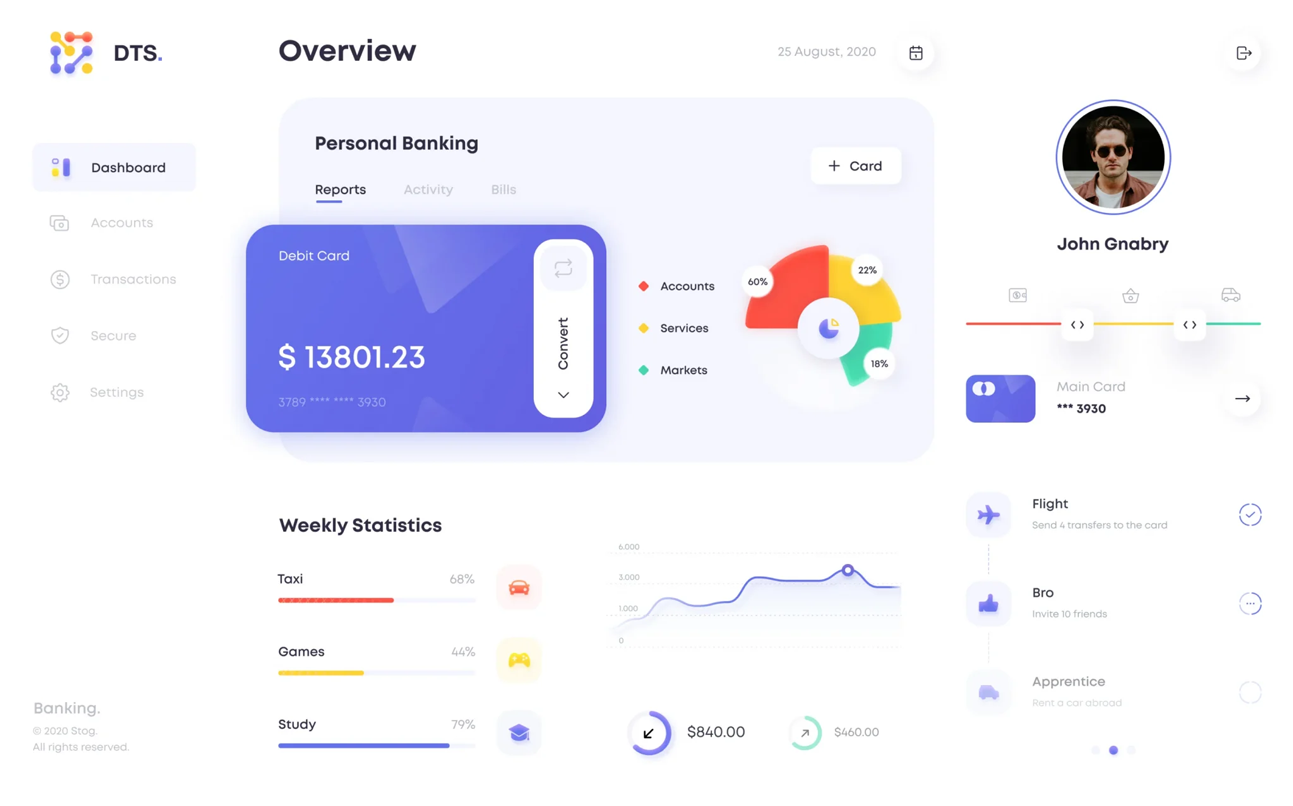 DTS.
Overview
25 August, 2020
Dashboard
Accounts
Transactions
Secure
Settings
Banking.
© 2020 Stog.
All rights reserved.
Personal Banking
+ Card
Reports Activity Bills
Debit Card
$ 13801.23
3789 **** **** 3930
Convert
Accounts
Services
Markets
60%
22%
18%
Weekly Statistics
Taxi 68%
Games 44%
Study 79%
6.000
3.000
1.000
0
$840.00
$460.00
John Gnabry
Main Card
*** 3930
Flight
Send 4 transfers to the card
Bro
Invite 10 friends
Apprentice
Rent a car abroad